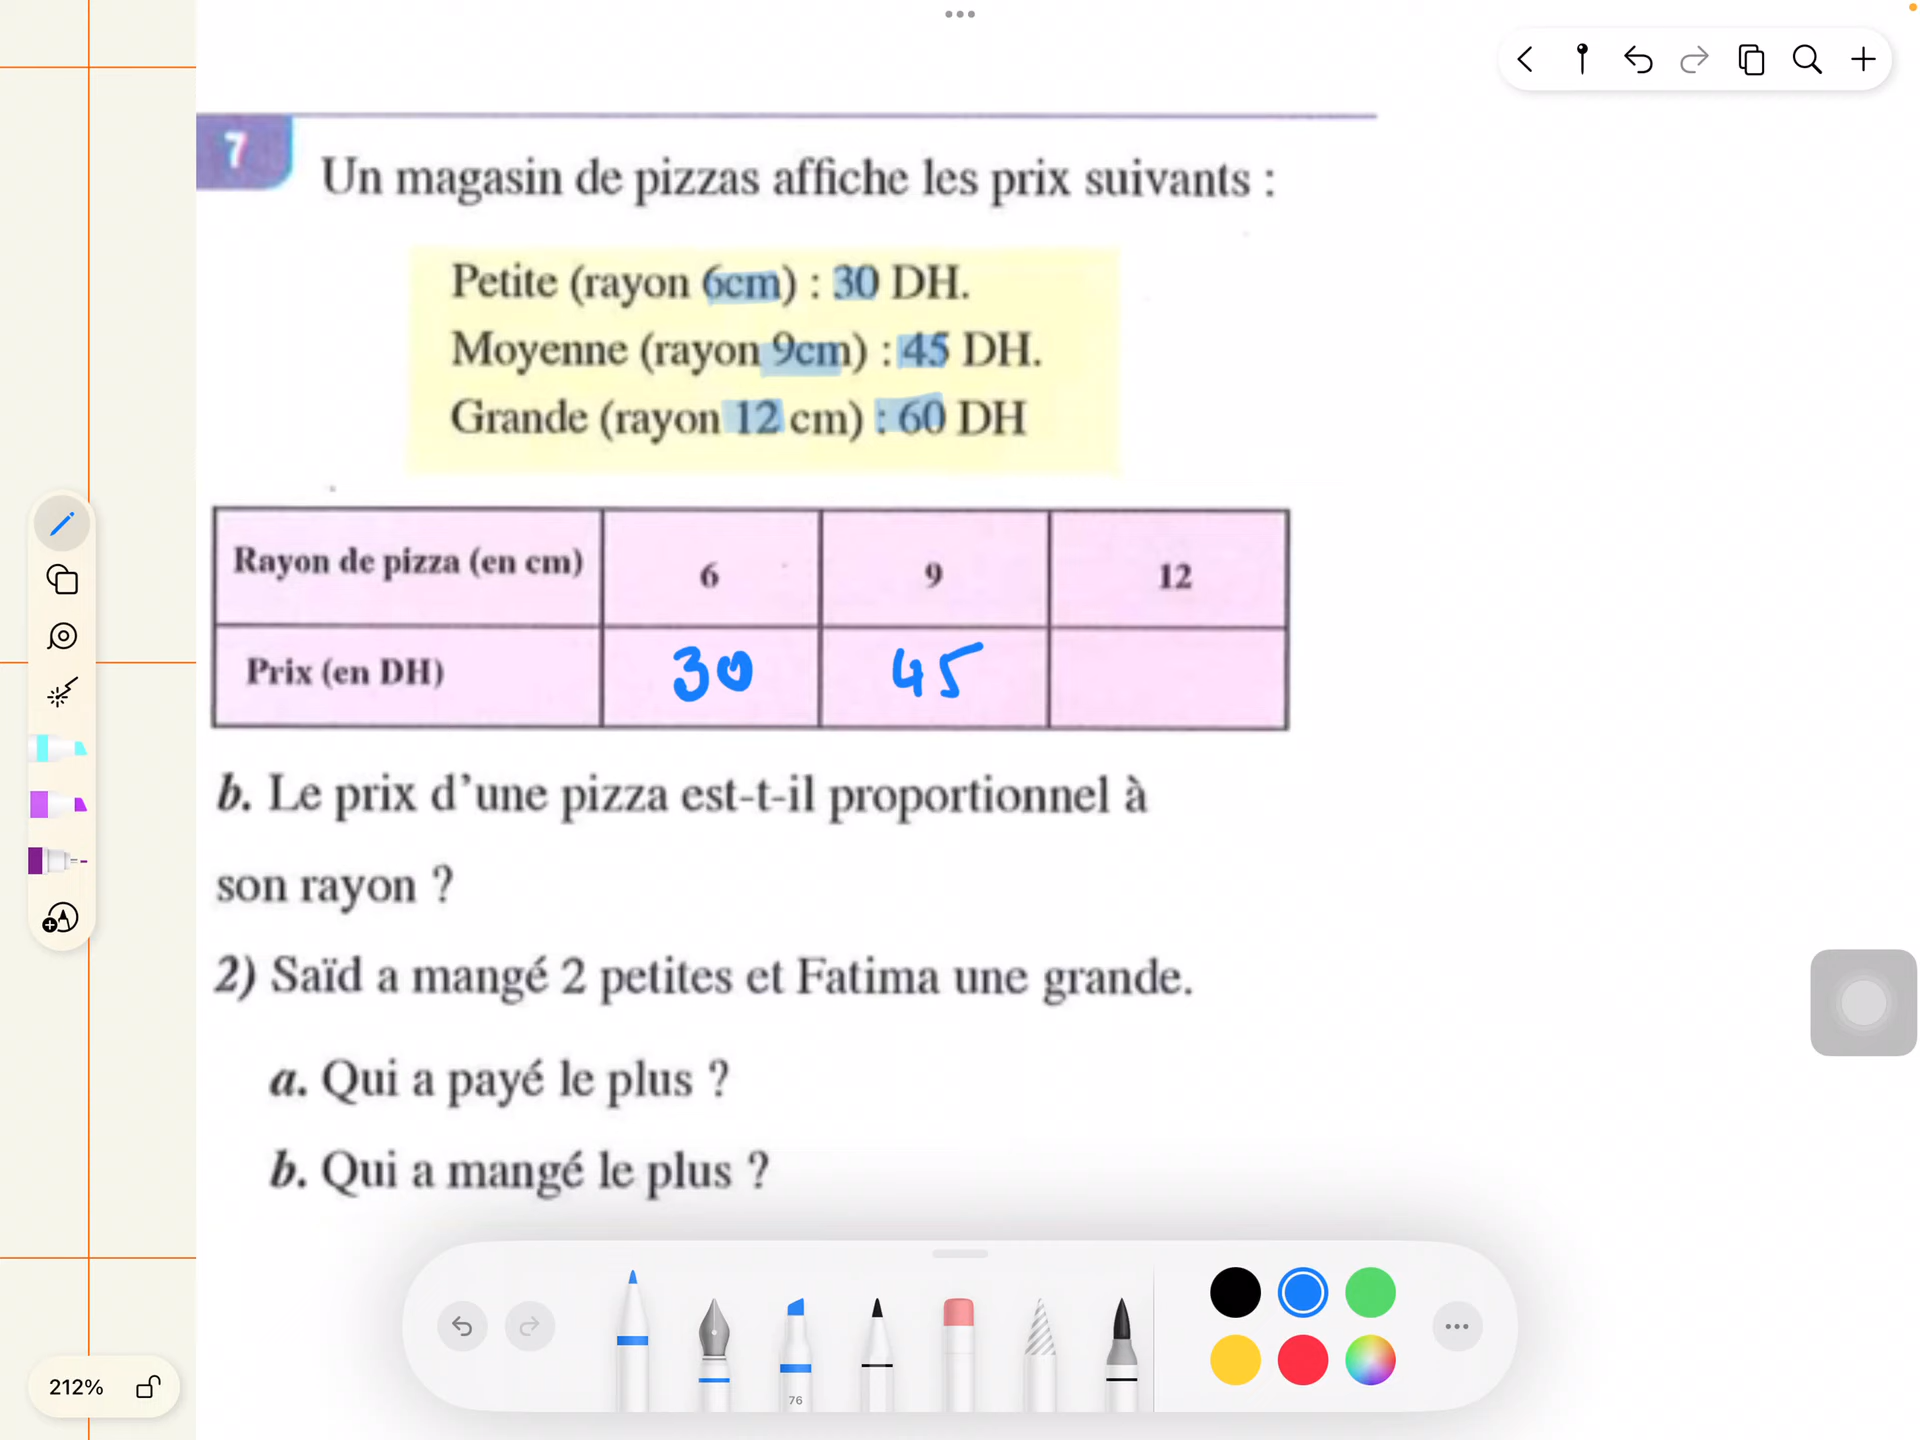 7
Un magasin de pizzas affiche les prix suivants :
Petite (rayon 6cm) : 30 DH.
Moyenne (rayon 9cm) : 45 DH.
Grande (rayon 12 cm) : 60 DH
Rayon de pizza (en cm) 6 9 12
Prix (en DH) 30 45
b. Le prix d'une pizza est-t-il proportionnel à
son rayon ?
2) Saïd a mangé 2 petites et Fatima une grande.
a. Qui a payé le plus ?
b. Qui a mangé le plus ?
76
212%